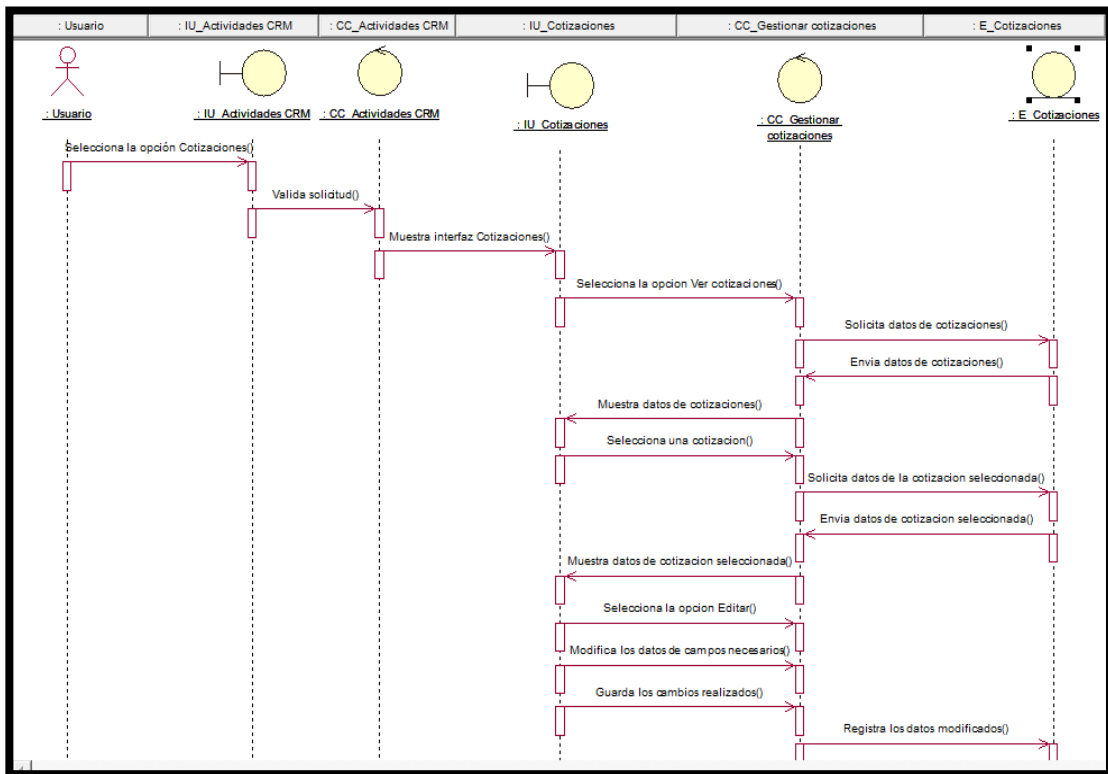 : Usuario
: IU_Actividades CRM
: CC_Actividades CRM
: IU_Cotizaciones
: CC_Gestionar cotizaciones
: E_Cotizaciones
: Usuario
: IU_Actividades CRM
: CC_Actividades CRM
: IU_Cotizaciones
: CC_Gestionar
cotizaciones
: E_Cotizaciones
Selecciona la opción Cotizaciones()
Valida solicitud()
Muestra interfaz Cotizaciones()
Selecciona la opcion Ver cotizaciones()
Solicita datos de cotizaciones()
Envia datos de cotizaciones()
Muestra datos de cotizaciones()
Selecciona una cotizacion()
Solicita datos de la cotizacion seleccionada()
Envia datos de cotizacion seleccionada()
Muestra datos de cotizacion seleccionada()
Selecciona la opcion Editar()
Modifica los datos de campos necesarios()
Guarda los cambios realizados()
Registra los datos modificados()